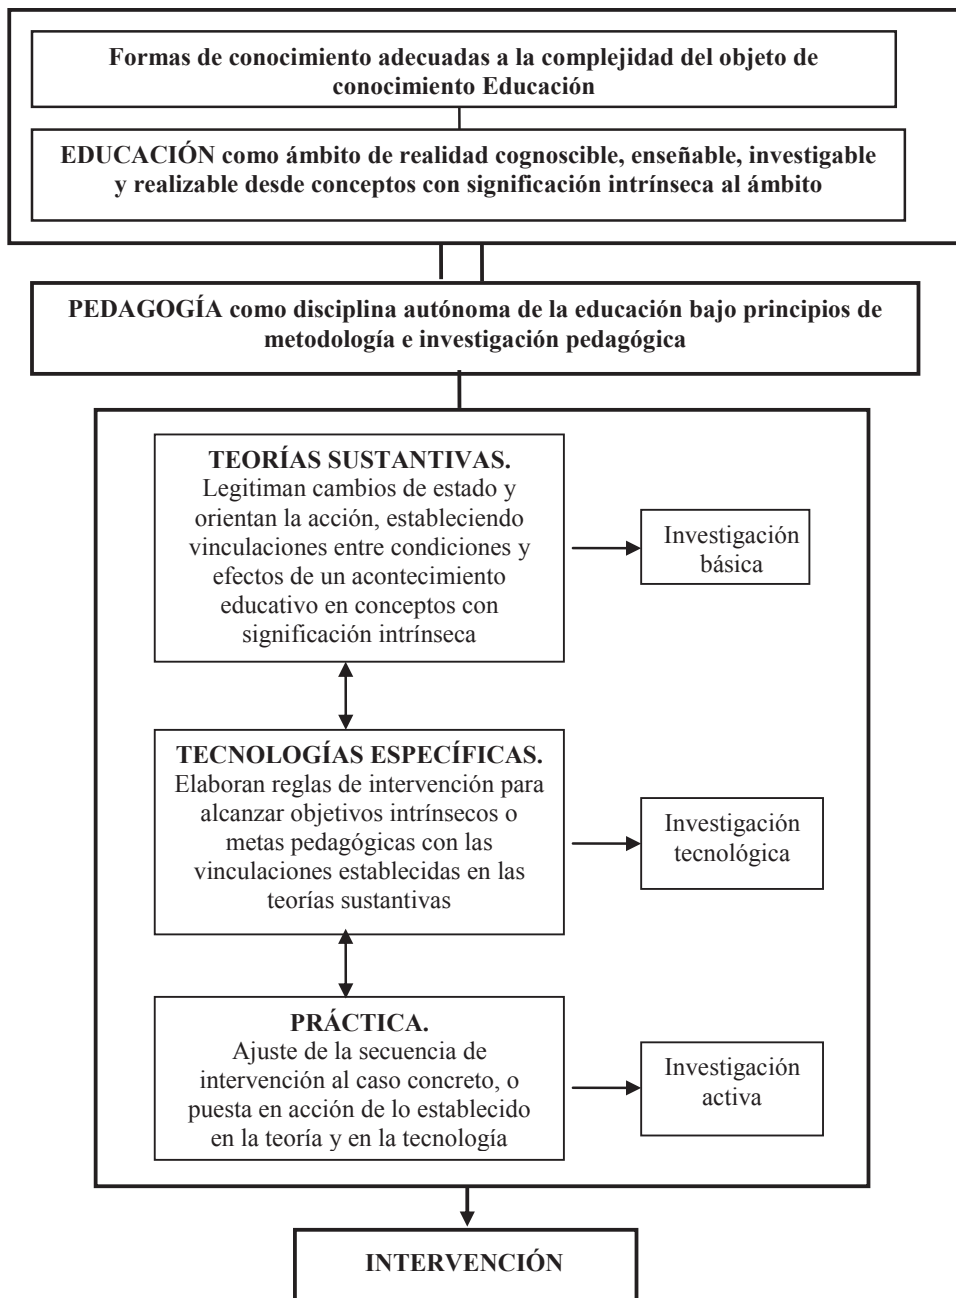 Formas de conocimiento adecuadas a la complejidad del objeto de
conocimiento Educación
EDUCACIÓN como ámbito de realidad cognoscible, enseñable, investigable
y realizable desde conceptos con significación intrínseca al ámbito
PEDAGOGÍA como disciplina autónoma de la educación bajo principios de
metodología e investigación pedagógica
TEORÍAS SUSTANTIVAS.
Legitiman cambios de estado y
orientan la acción, estableciendo
vinculaciones entre condiciones y
efectos de un acontecimiento
educativo en conceptos con
significación intrínseca
Investigación
básica
TECNOLOGÍAS ESPECÍFICAS.
Elaboran reglas de intervención para
alcanzar objetivos intrínsecos o
metas pedagógicas con las
vinculaciones establecidas en las
teorías sustantivas
Investigación
tecnológica
PRÁCTICA.
Ajuste de la secuencia de
intervención al caso concreto, o
puesta en acción de lo establecido
en la teoría y en la tecnología
Investigación
activa
INTERVENCIÓN